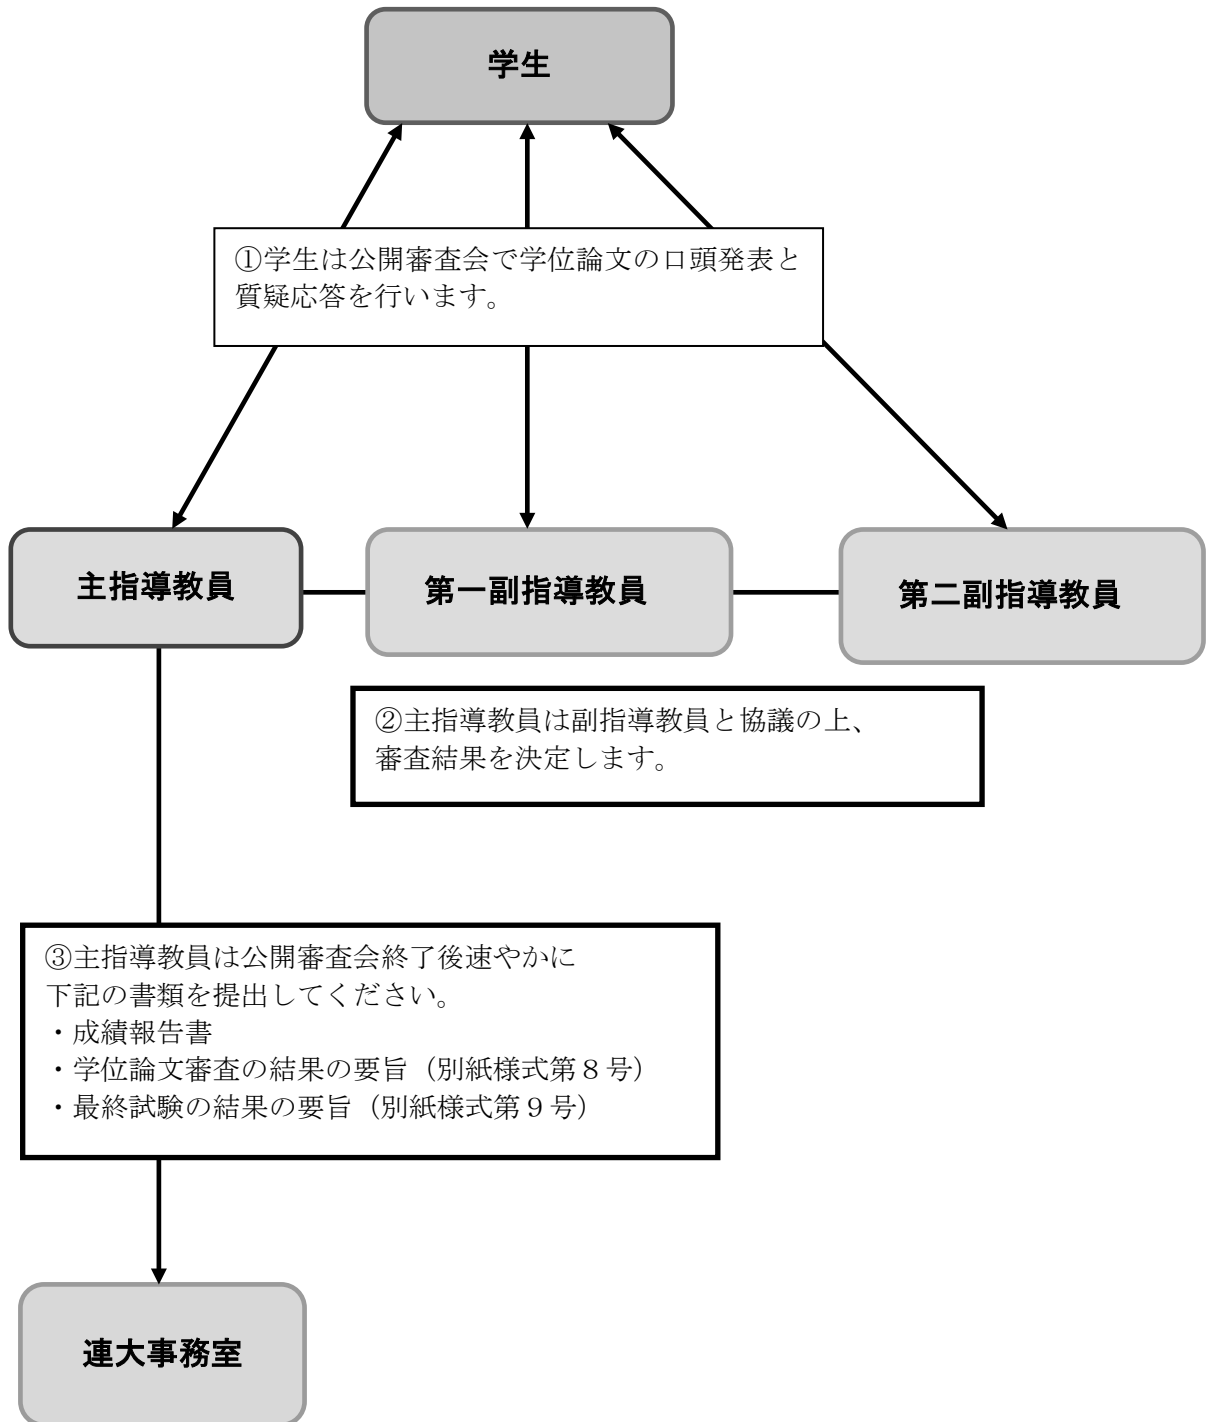 学生
①学生は公開審査会で学位論文の口頭発表と
質疑応答を行います。
主指導教員
第一副指導教員
第二副指導教員
②主指導教員は副指導教員と協議の上、
審査結果を決定します。
③主指導教員は公開審査会終了後速やかに
下記の書類を提出してください。
・成績報告書
・学位論文審査の結果の要旨（別紙様式第８号）
・最終試験の結果の要旨（別紙様式第９号）
連大事務室